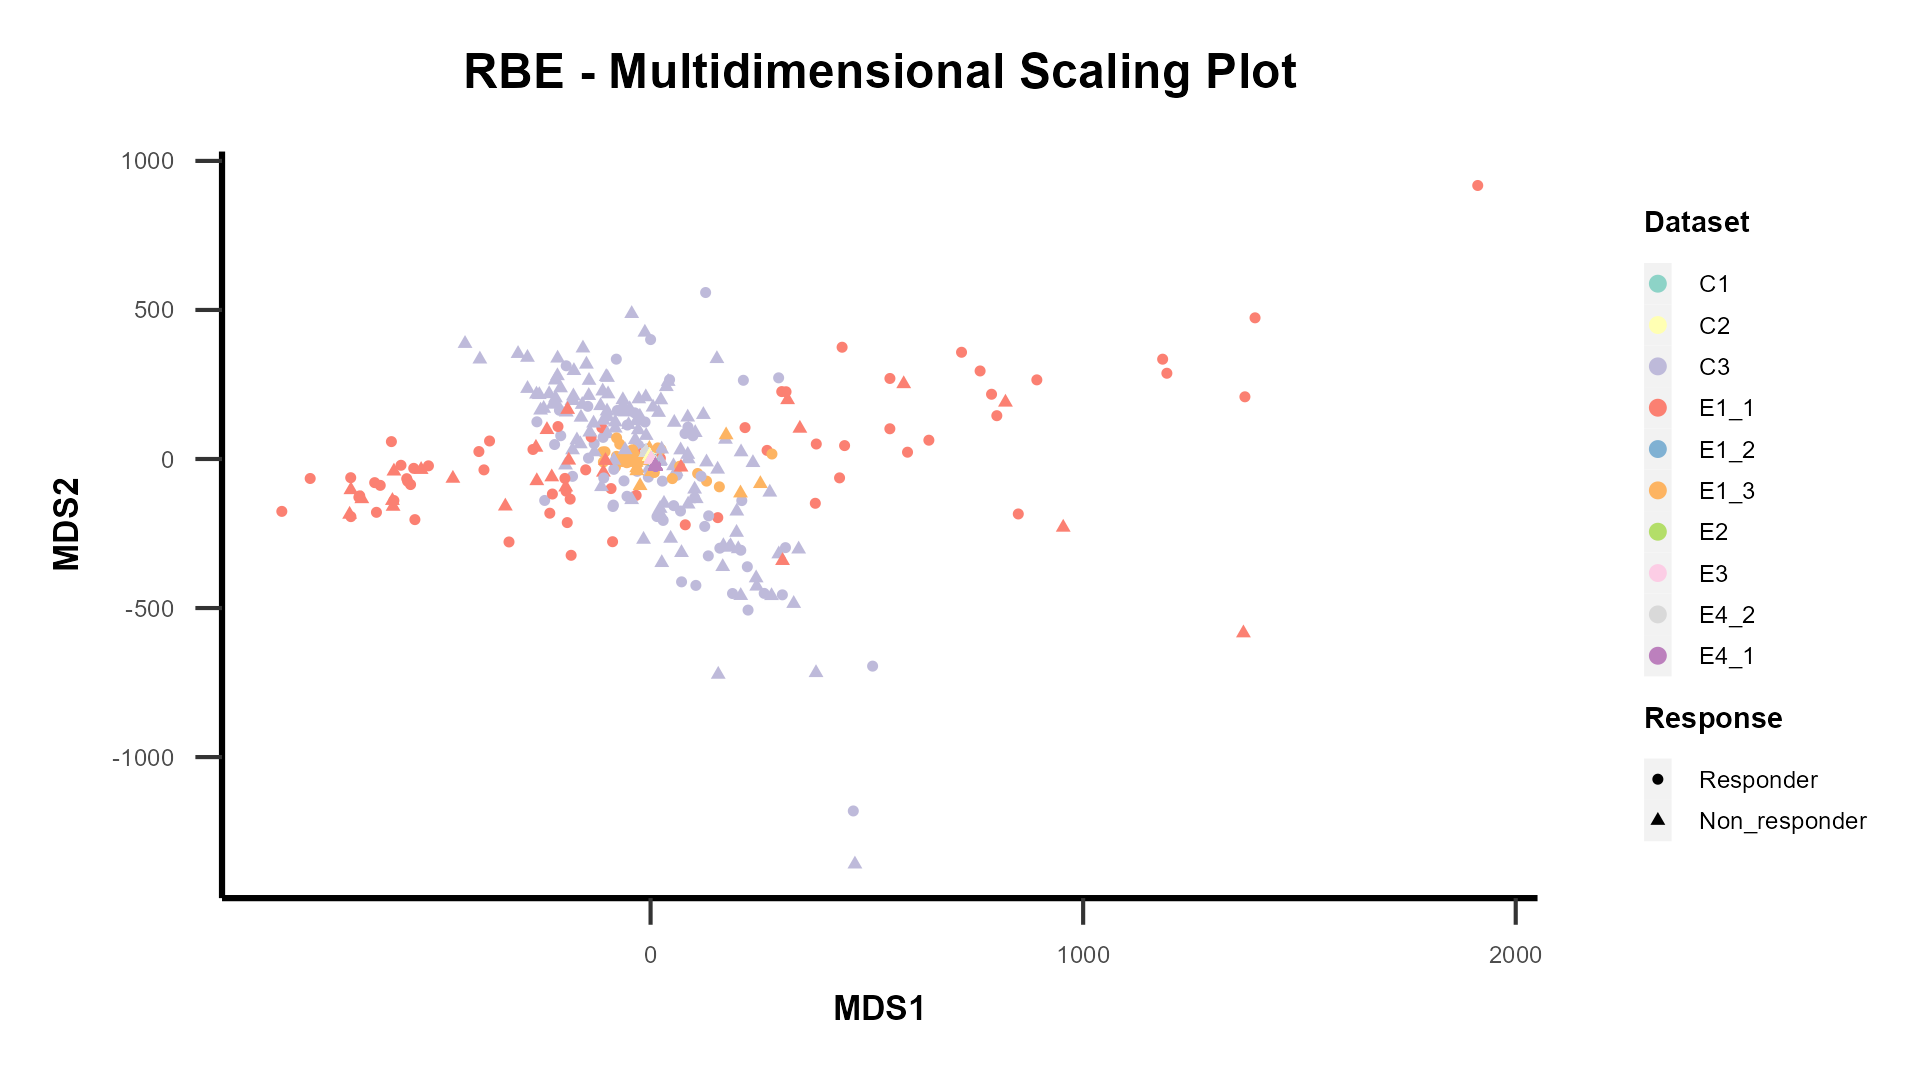 RBE - Multidimensional Scaling Plot
1000
500
0
-500
-1000
MDS2
0
1000
2000
MDS1
Dataset
C1
C2
C3
E1_1
E1_2
E1_3
E2
E3
E4_2
E4_1
Response
Responder
Non_responder